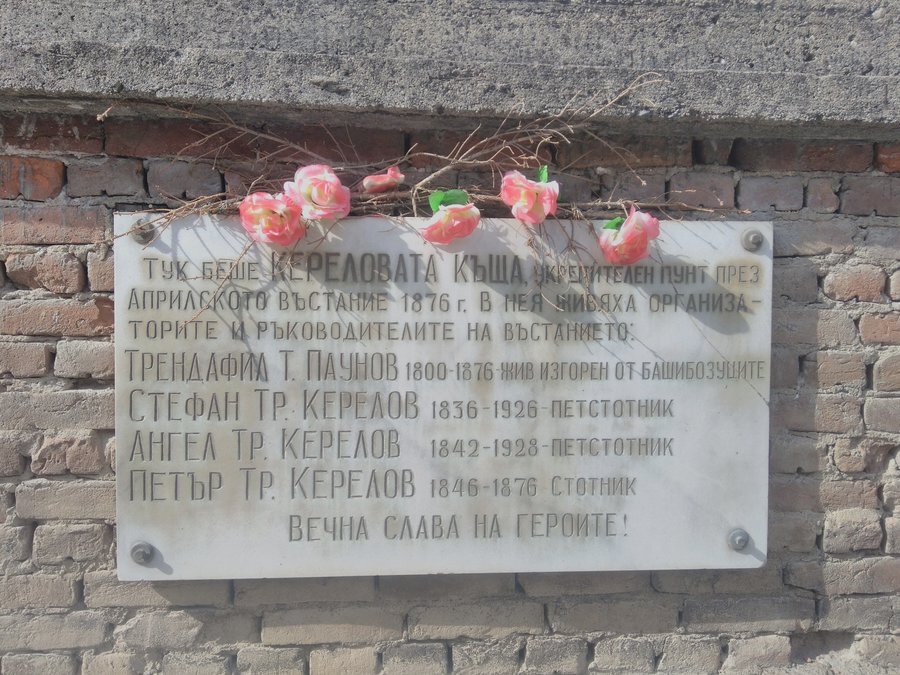 ТУК БЕШЕ КЕРЕЛОВАТА КЪЩА, УКРЕПИТЕЛЕН ПУНТ ПРЕЗ
АПРИЛСКОТО ВЪСТАНИЕ 1876 г. В НЕЯ ЖИВЯХА ОРГАНИЗА-
ТОРИТЕ И РЪКОВОДИТЕЛИТЕ НА ВЪСТАНИЕТО:
ТРЕНДАФИЛ Т. ПАУНОВ 1800-1876-ЖИВ ИЗГОРЕН ОТ БАШИБОЗУЦИТЕ
СТЕФАН ТР. КЕРЕЛОВ 1836-1926-ПЕТСТОТНИК
АНГЕЛ ТР. КЕРЕЛОВ 1842-1928-ПЕТСТОТНИК
ПЕТЪР ТР. КЕРЕЛОВ 1846-1876 СТОТНИК
ВЕЧНА СЛАВА НА ГЕРОИТЕ!